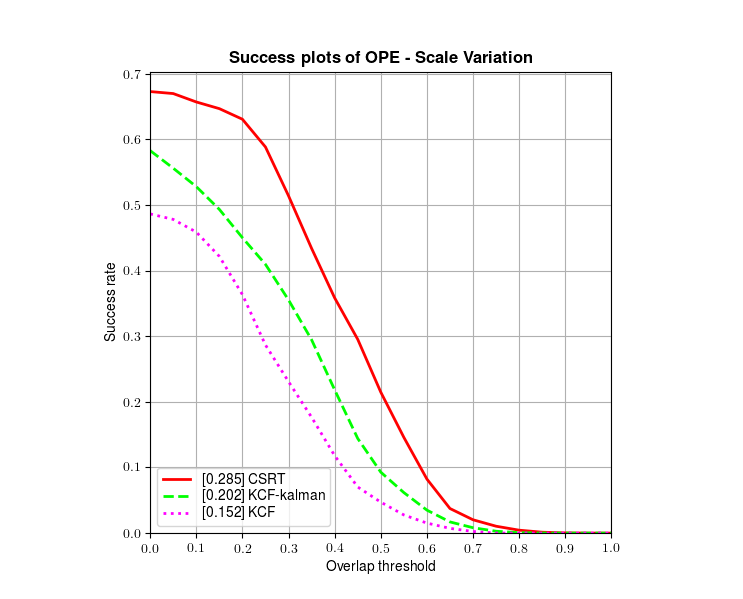 Success plots of OPE - Scale Variation
0.7
0.6
0.5
0.4
0.3
0.2
0.1
0.0
Success rate
[0.285] CSRT
[0.202] KCF-kalman
[0.152] KCF
0.0 0.1 0.2 0.3 0.4 0.5 0.6 0.7 0.8 0.9 1.0
Overlap threshold